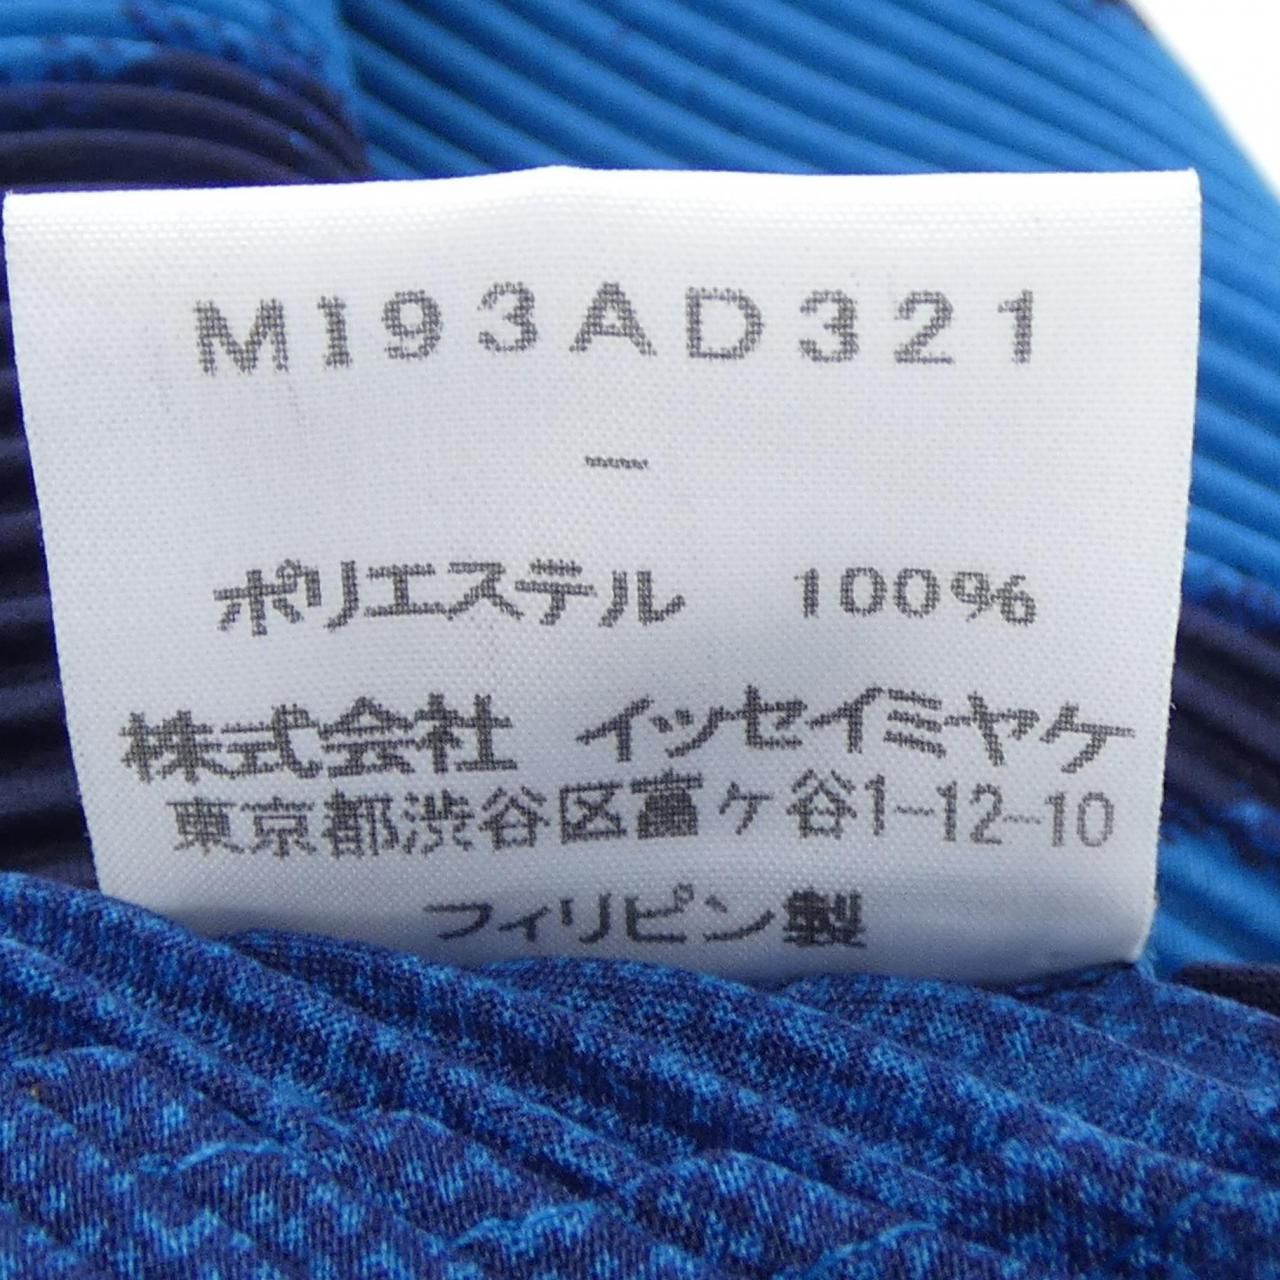 MI93AD321
—
ポリエステル 100%
株式会社 イッセイミヤケ
東京都渋谷区富ヶ谷1-12-10
フィリピン製